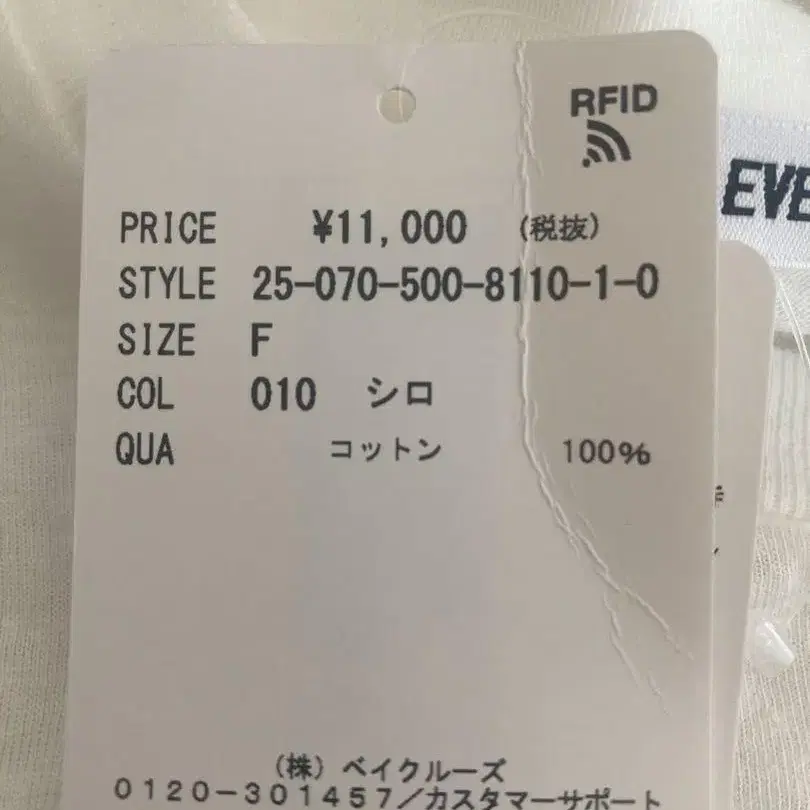 RFID
PRICE ¥11,000 (税抜)
STYLE 25-070-500-8110-1-0
SIZE F
COL 010 シロ
QUA コットン 100%
(株) ベイクルーズ
0120-301457/カスタマーサポート